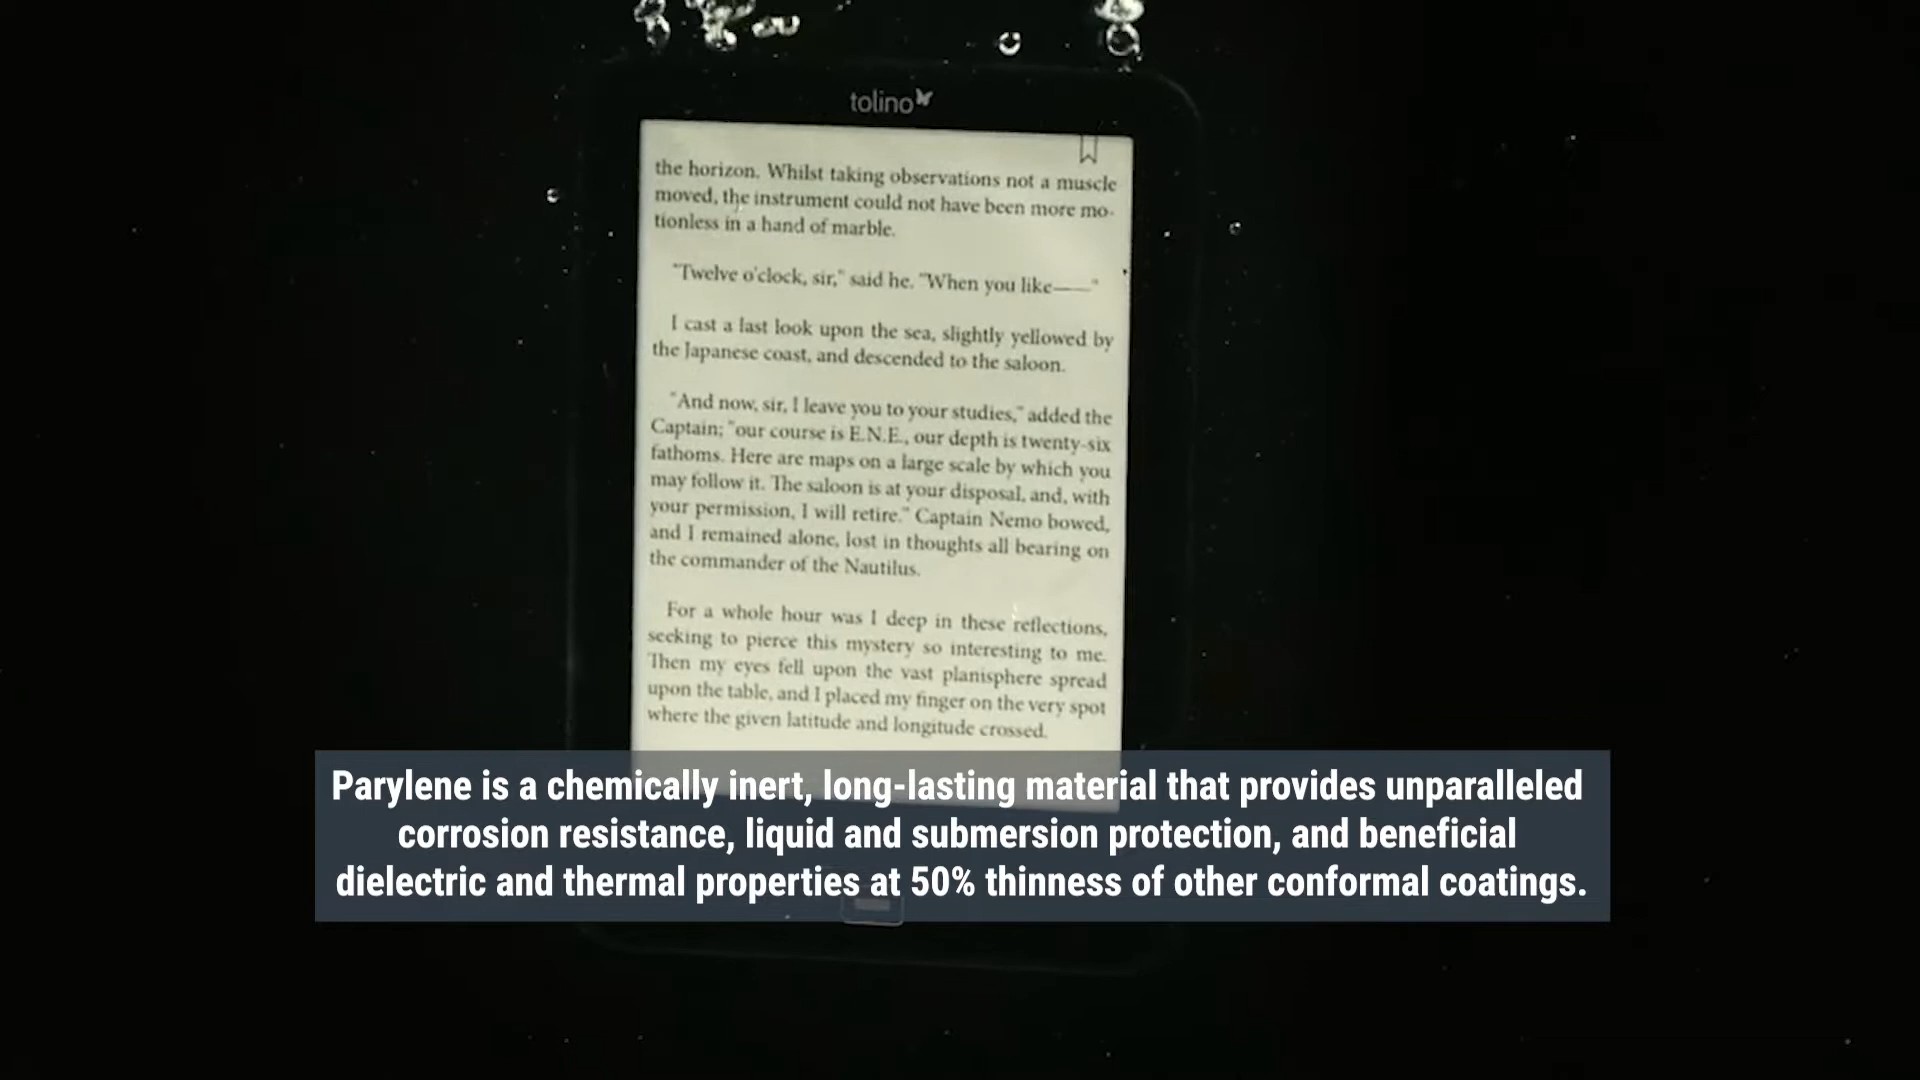 tolino
the horizon. Whilst taking observations not a muscle
moved, the instrument could not have been more mo-
tionless in a hand of marble.
"Twelve o'clock, sir," said he. "When you like——"
I cast a last look upon the sea, slightly yellowed by
the Japanese coast, and descended to the saloon.
"And now, sir, I leave you to your studies," added the
Captain; "our course is E.N.E., our depth is twenty-six
fathoms. Here are maps on a large scale by which you
may follow it. The saloon is at your disposal, and, with
your permission, I will retire." Captain Nemo bowed,
and I remained alone, lost in thoughts all bearing on
the commander of the Nautilus.
For a whole hour was I deep in these reflections,
seeking to pierce this mystery so interesting to me.
Then my eyes fell upon the vast planisphere spread
upon the table, and I placed my finger on the very spot
where the given latitude and longitude crossed.
Parylene is a chemically inert, long-lasting material that provides unparalleled
corrosion resistance, liquid and submersion protection, and beneficial
dielectric and thermal properties at 50% thinness of other conformal coatings.